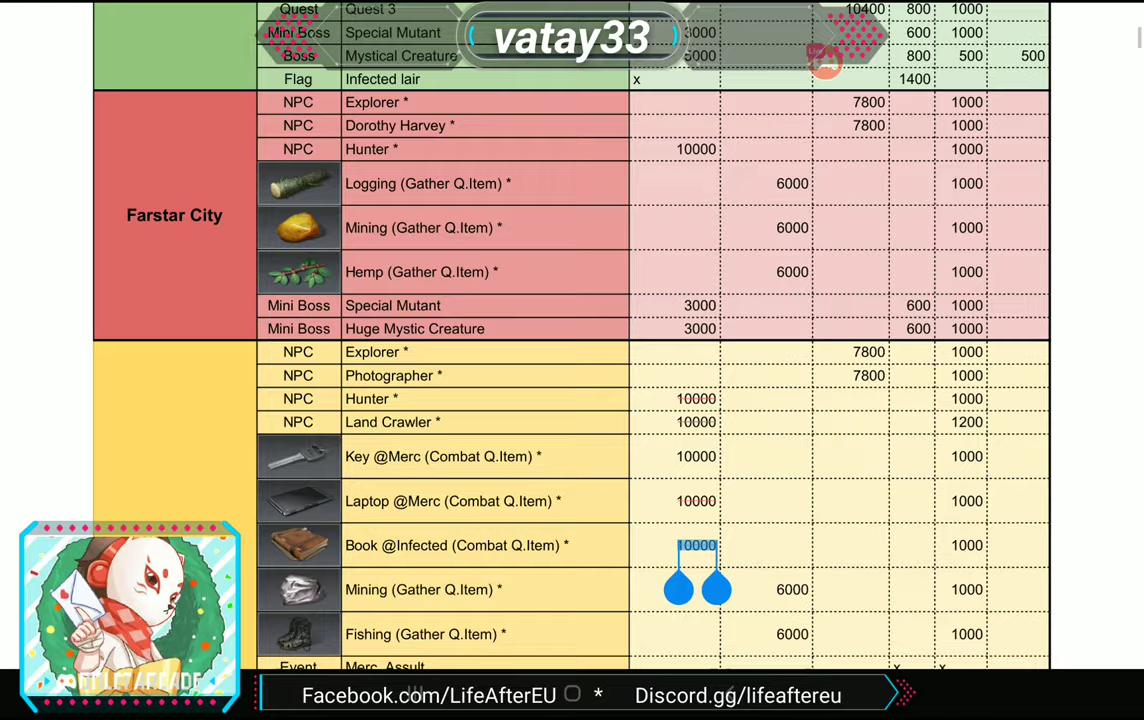 Quest Quest 3 10400 800 1000
Mini Boss Special Mutant 3000 600 1000
vatay33
Boss Mystical Creature 5000 800 500 500
Flag Infected lair x 1400
Farstar City
NPC Explorer * 7800 1000
NPC Dorothy Harvey * 7800 1000
NPC Hunter * 10000 1000
Logging (Gather Q.Item) * 6000 1000
Mining (Gather Q.Item) * 6000 1000
Hemp (Gather Q.Item) * 6000 1000
Mini Boss Special Mutant 3000 600 1000
Mini Boss Huge Mystic Creature 3000 600 1000
NPC Explorer * 7800 1000
NPC Photographer * 7800 1000
NPC Hunter * 10000 1000
NPC Land Crawler * 10000 1200
Key @Merc (Combat Q.Item) * 10000 1000
Laptop @Merc (Combat Q.Item) * 10000 1000
Book @Infected (Combat Q.Item) * 10000 1000
Mining (Gather Q.Item) * 6000 1000
Fishing (Gather Q.Item) * 6000 1000
Event Merc. Assult x x
Facebook.com/LifeAfterEU * Discord.gg/lifeaftereu